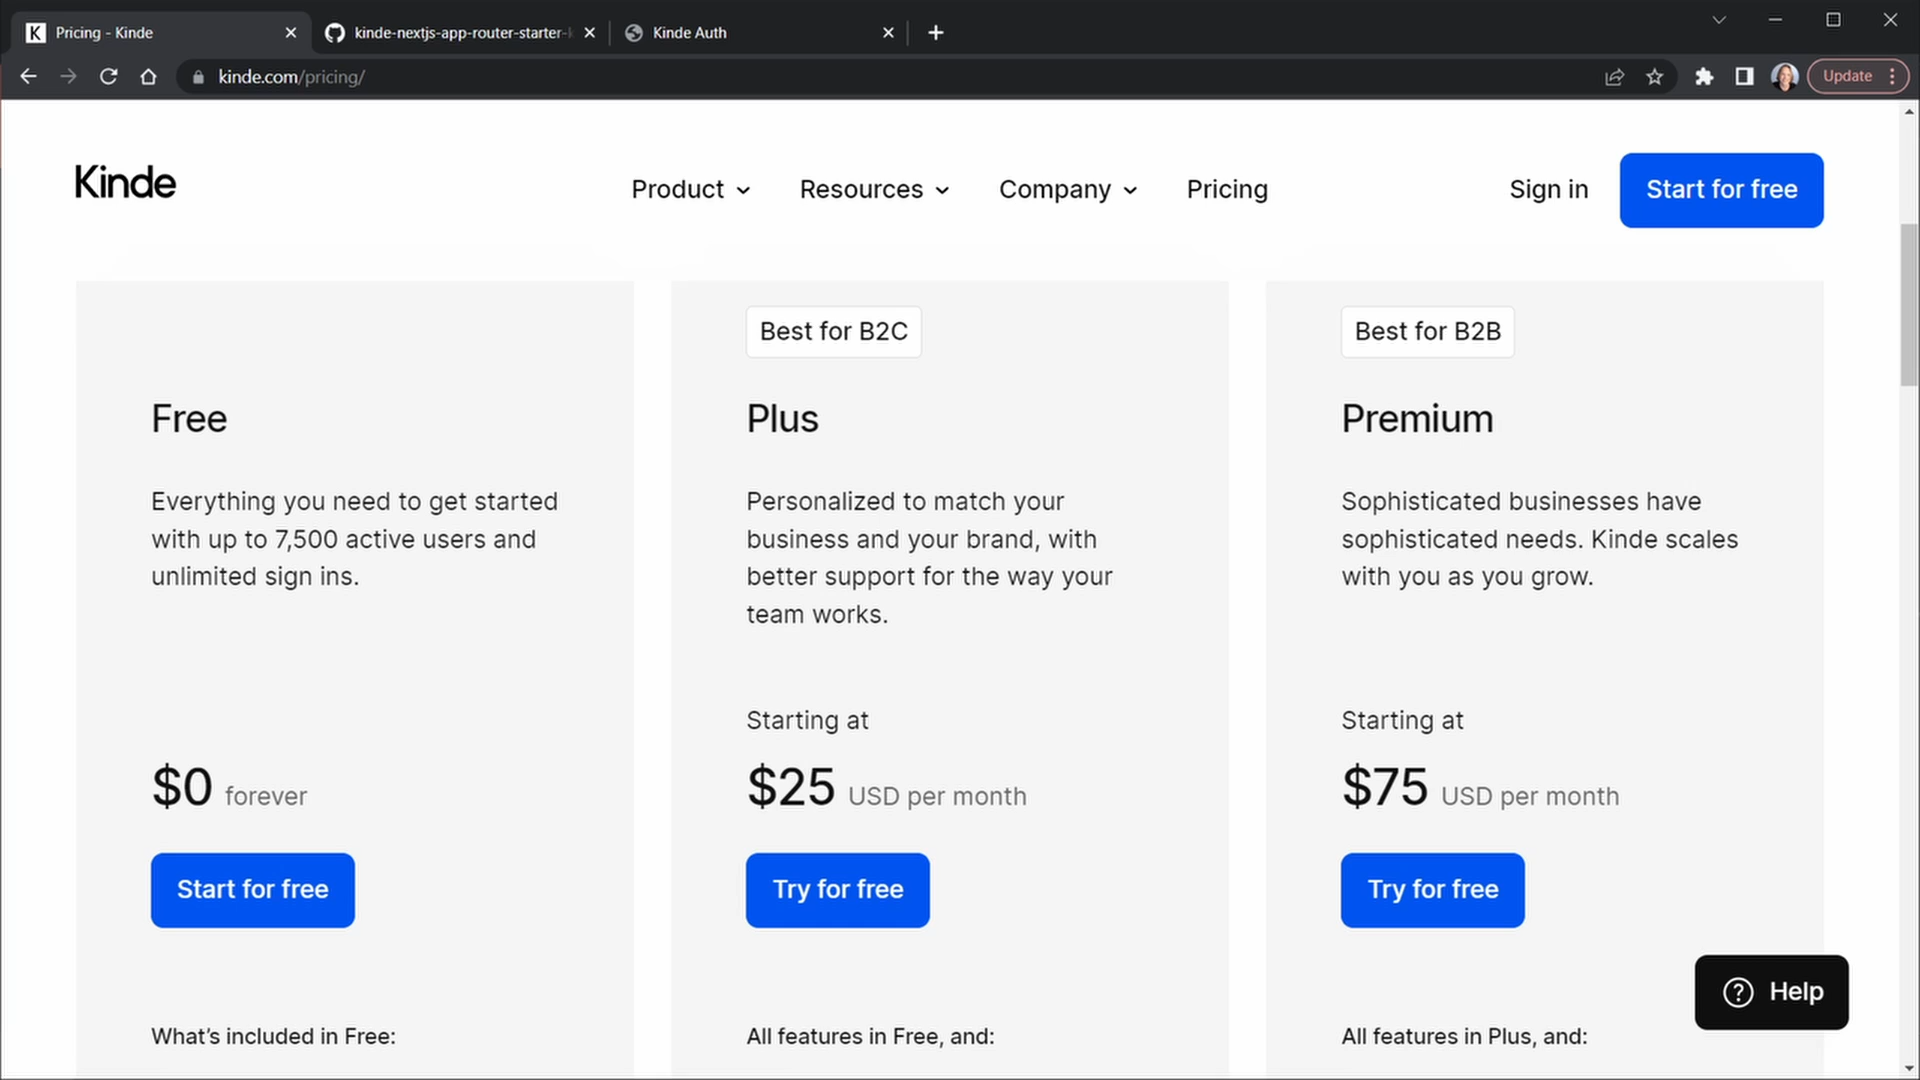 Pricing - Kinde
kinde-nextjs-app-router-starter-
Kinde Auth
kinde.com/pricing/
Update
Kinde
Product
Resources
Company
Pricing
Sign in
Start for free
Free
Everything you need to get started
with up to 7,500 active users and
unlimited sign ins.
$0 forever
Start for free
What's included in Free:
Best for B2C
Plus
Personalized to match your
business and your brand, with
better support for the way your
team works.
Starting at
$25 USD per month
Try for free
All features in Free, and:
Best for B2B
Premium
Sophisticated businesses have
sophisticated needs. Kinde scales
with you as you grow.
Starting at
$75 USD per month
Try for free
All features in Plus, and:
Help